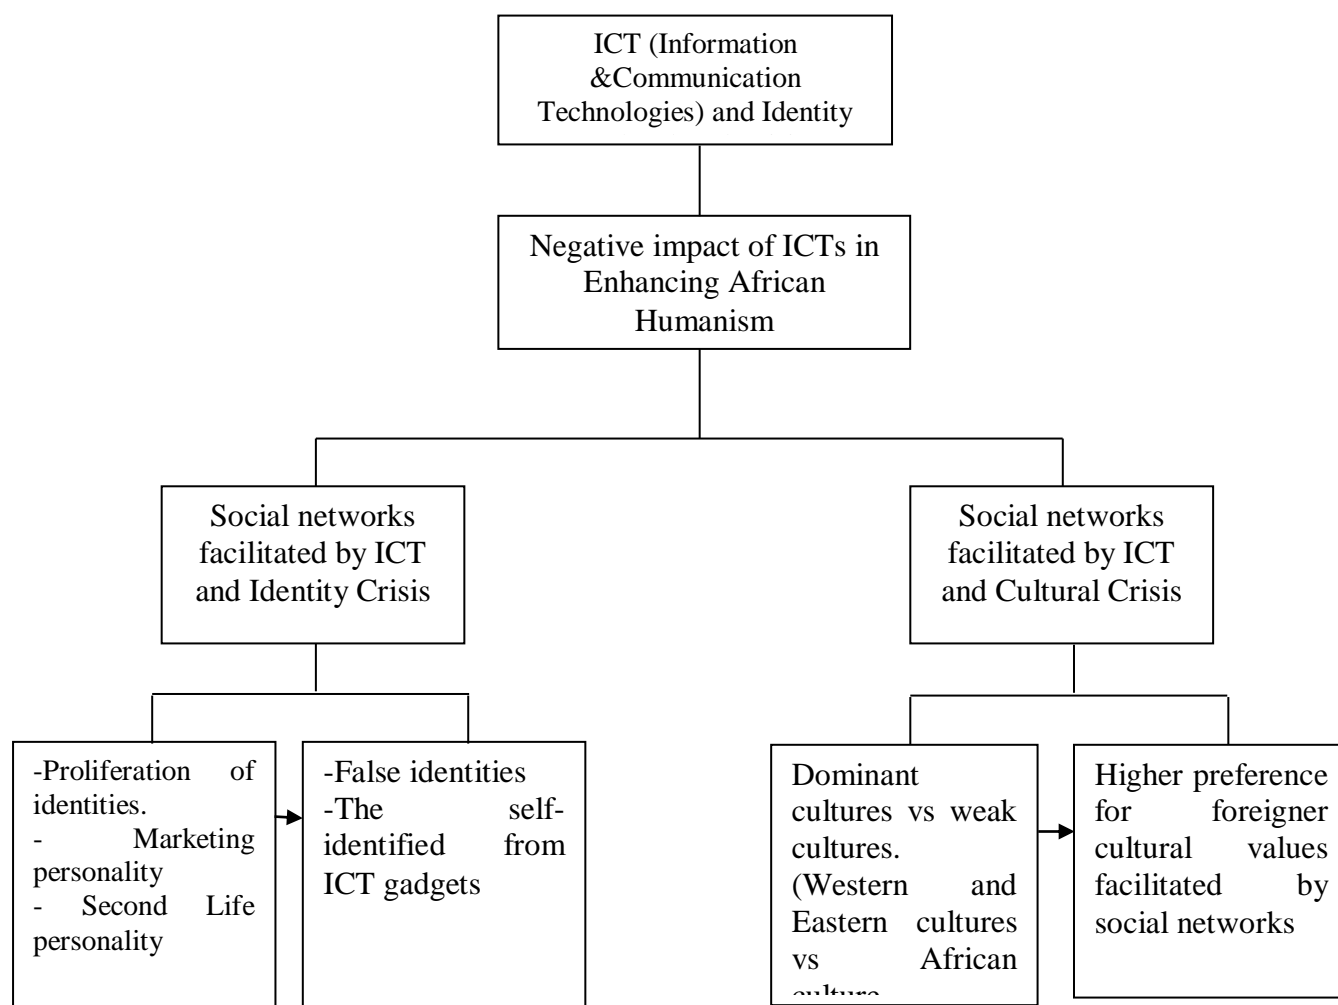 ICT (Information
&Communication
Technologies) and Identity
Negative impact of ICTs in
Enhancing African
Humanism
Social networks
facilitated by ICT
and Identity Crisis
Social networks
facilitated by ICT
and Cultural Crisis
-Proliferation of
identities.
- Marketing
personality
- Second Life
personality
-False identities
-The self-
identified from
ICT gadgets
Dominant
cultures vs weak
cultures.
(Western and
Eastern cultures
vs African
culture
Higher preference
for foreigner
cultural values
facilitated by
social networks